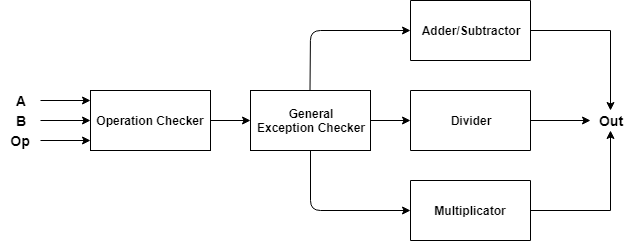 Adder/Subtractor
A
B
Op
Operation Checker
General
Exception Checker
Divider
Out
Multiplicator